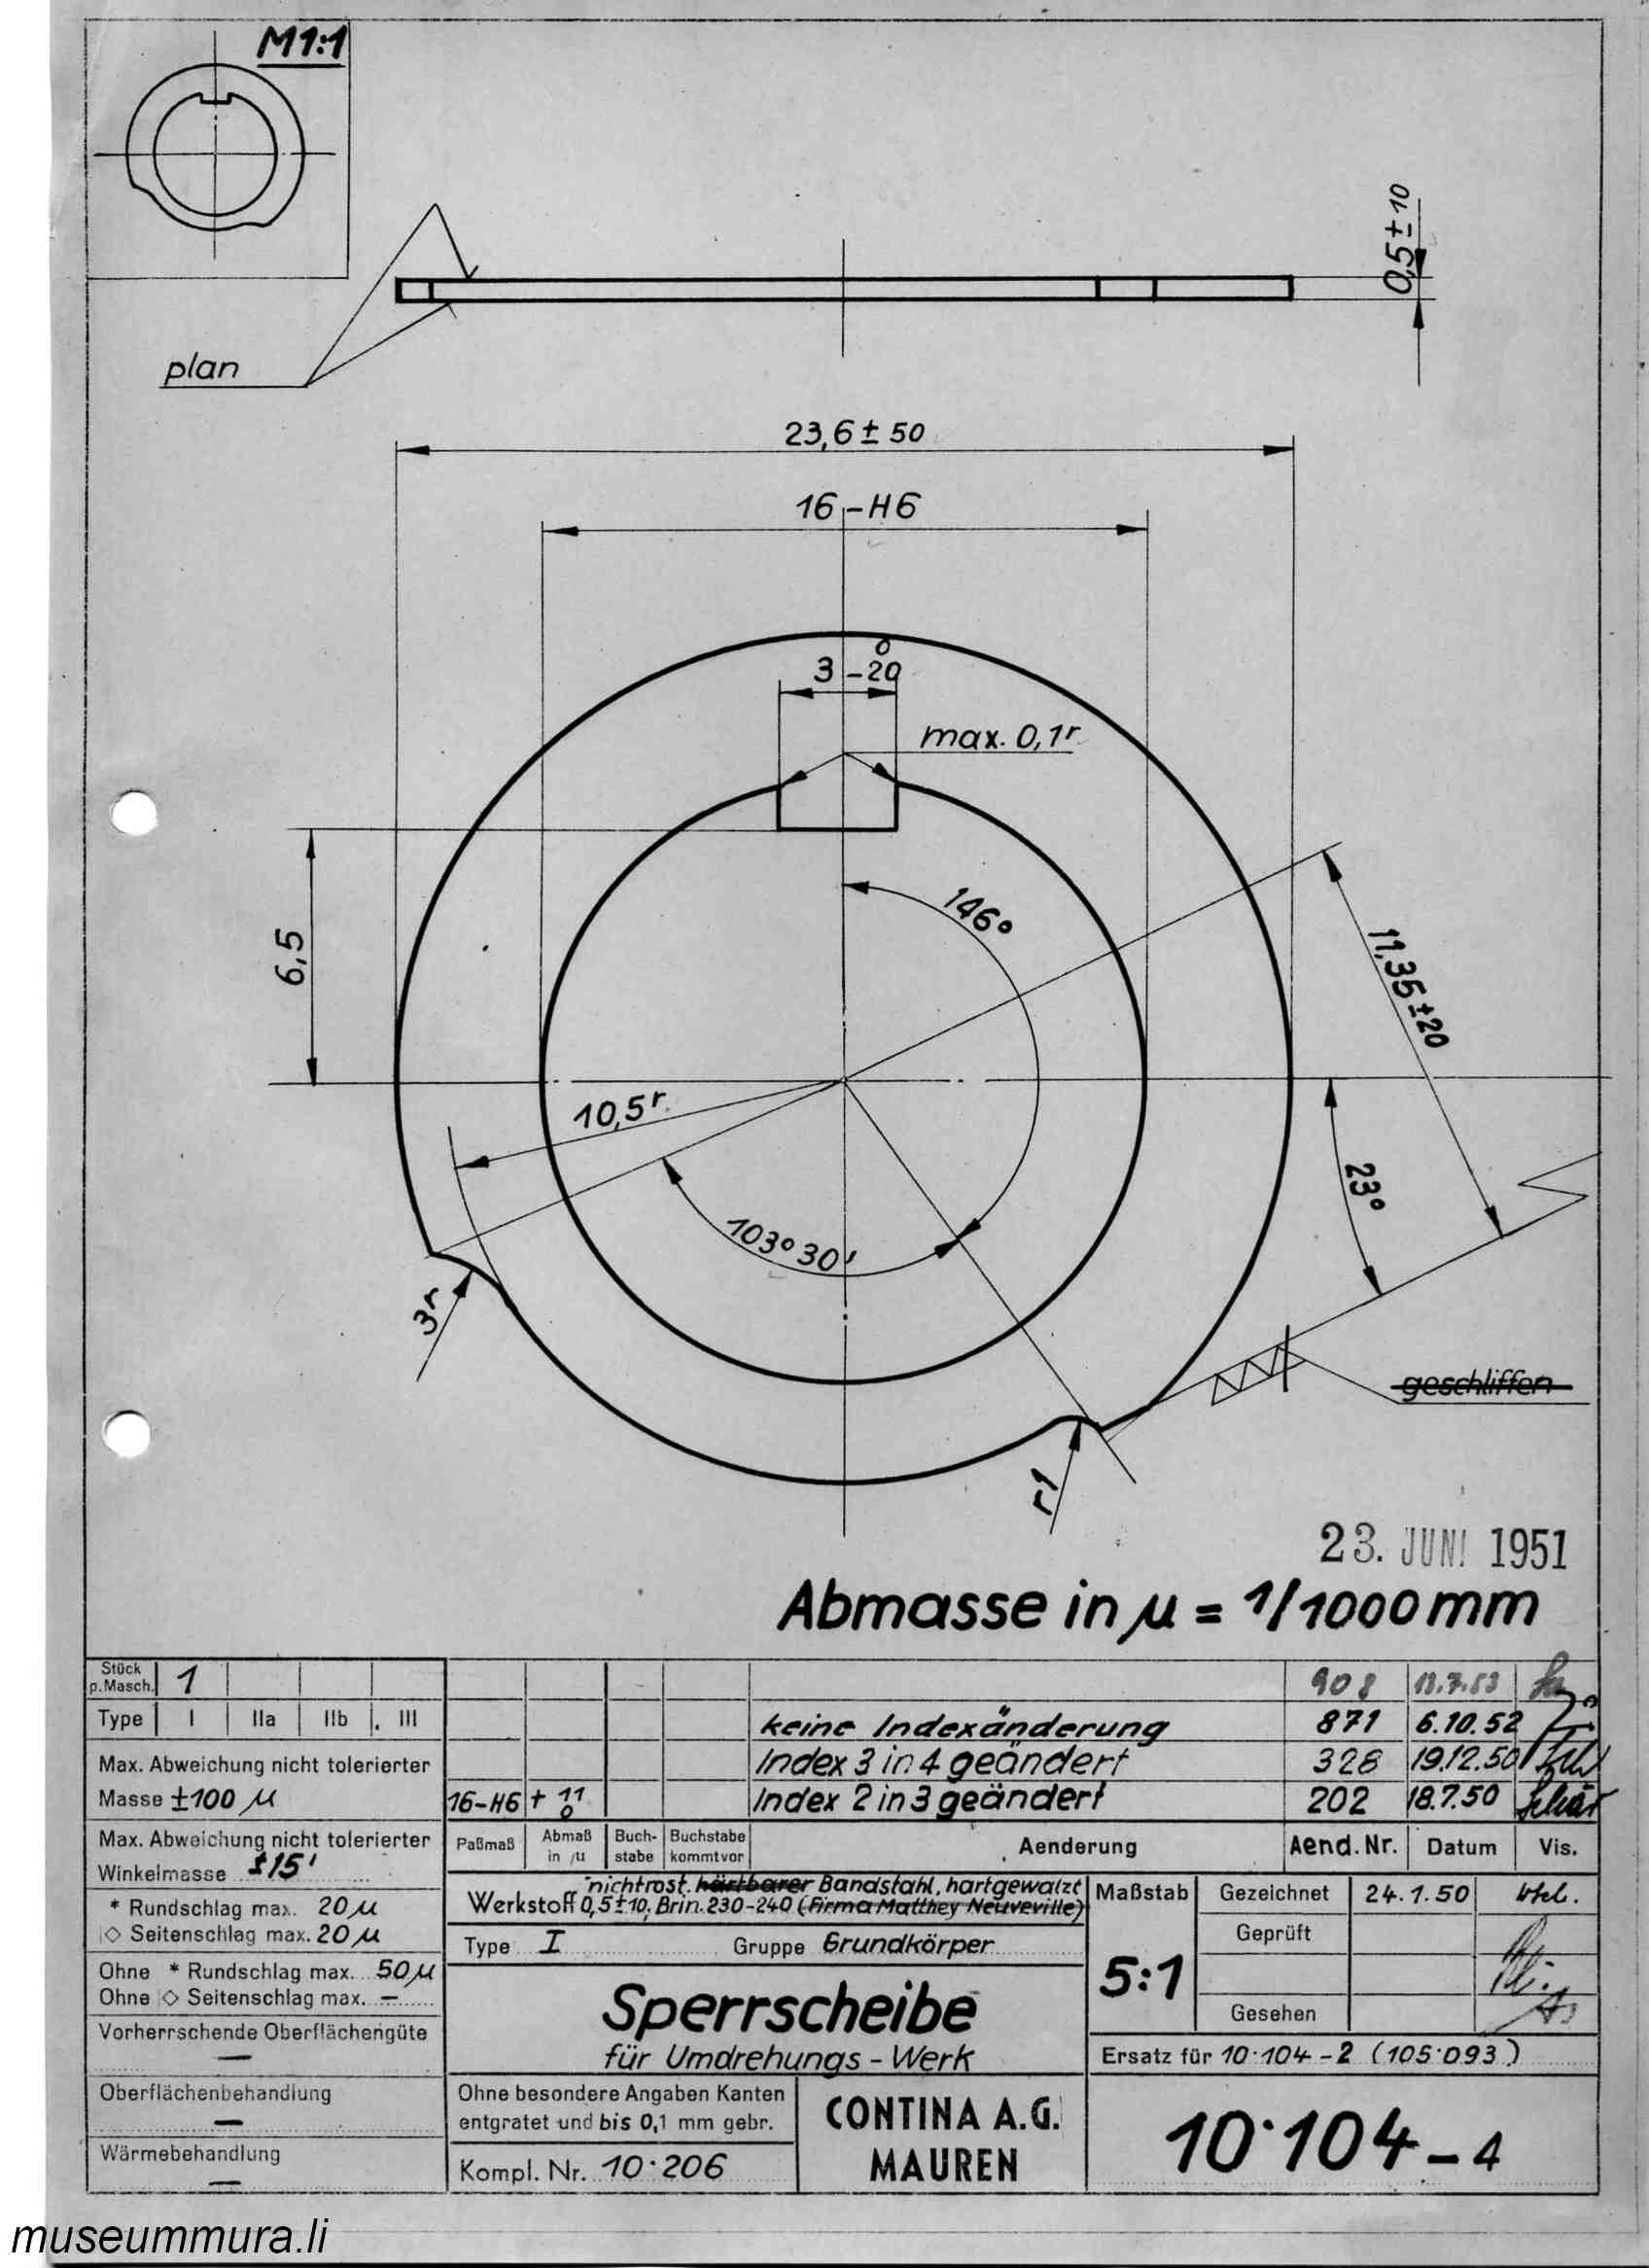 M1:1
0,5±10
plan
23,6±50
16-H6
0
3-20
max. 0,1r
146°
6,5
11,35±20
10,5r
23°
103°30'
3r
geschliffen
r1
23. JUNI 1951
Abmasse in µ = 1/1000 mm
Stück
p. Masch. 1
Type I IIa IIb III
Max. Abweichung nicht tolerierter
Masse ±100 µ
Max. Abweichung nicht tolerierter
Winkelmasse ±15'
* Rundschlag max. 20 µ
◇ Seitenschlag max. 20 µ
Ohne * Rundschlag max. 50 µ
Ohne ◇ Seitenschlag max. —
Vorherrschende Oberflächengüte
—
Oberflächenbehandlung
—
Wärmebehandlung
—
908 13.7.53
keine Indexänderung 871 6.10.52
Index 3 in 4 geändert 328 19.12.50
16-H6 + 11 0 Index 2 in 3 geändert 202 18.7.50
Paßmaß Abmaß in µ Buchstabe Buchstabe kommt vor Aenderung Aend. Nr. Datum Vis.
nichtrost. härtbarer Bandstahl, hartgewalzt
Werkstoff 0,5±10; Brin. 230-240 (Firma Matthey Neuveville)
Type I Gruppe Grundkörper
Sperrscheibe
für Umdrehungs-Werk
Ohne besondere Angaben Kanten
entgratet und bis 0,1 mm gebr.
Kompl. Nr. 10·206
CONTINA A.G.
MAUREN
Maßstab
5:1
Gezeichnet 24.1.50
Geprüft
Gesehen
Ersatz für 10·104-2 (105·093)
10·104-4
museummura.li